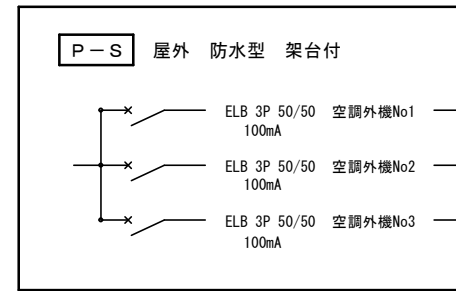 P－S 屋外 防水型 架台付
ELB 3P 50/50 空調外機No1
100mA
ELB 3P 50/50 空調外機No2
100mA
ELB 3P 50/50 空調外機No3
100mA